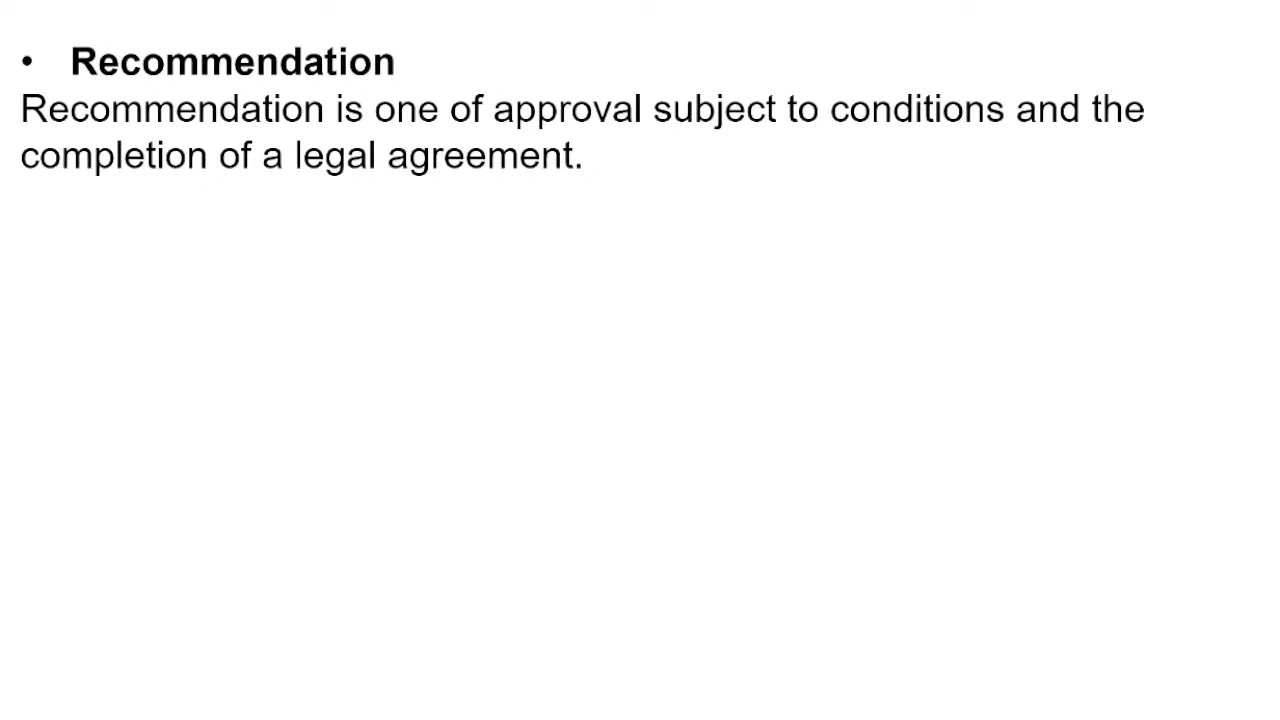 • Recommendation
Recommendation is one of approval subject to conditions and the
completion of a legal agreement.